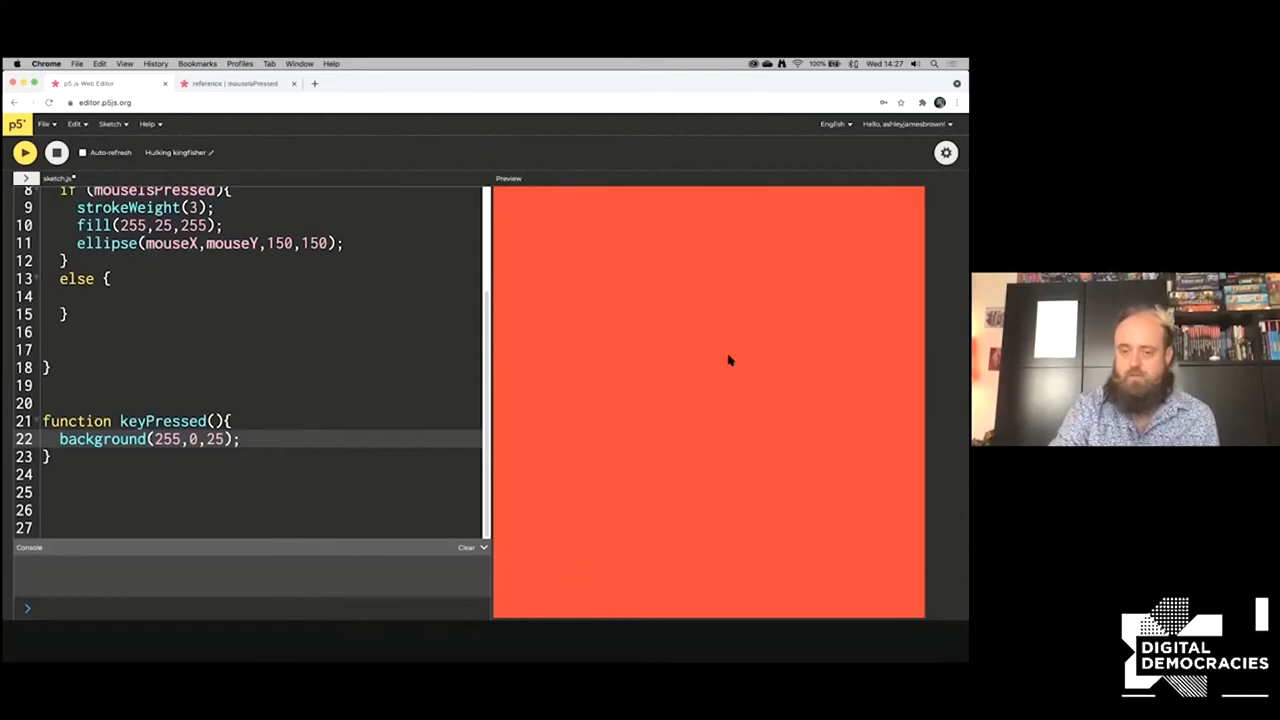 Chrome File Edit View History Bookmarks Profiles Tab Window Help
100% Wed 14:27
p5.js Web Editor
reference | mouseIsPressed
editor.p5js.org
p5* File Edit Sketch Help
English Hello, ashleyjamesbrown!
Auto-refresh Hulking kingfisher
sketch.js*
Preview
8 if (mouseIsPressed){
9 strokeWeight(3);
10 fill(255,25,255);
11 ellipse(mouseX,mouseY,150,150);
12 }
13 else {
14
15 }
16
17
18 }
19
20
21 function keyPressed(){
22 background(255,0,25);
23 }
24
25
26
27
Console
Clear
>
DIGITAL
DEMOCRACIES